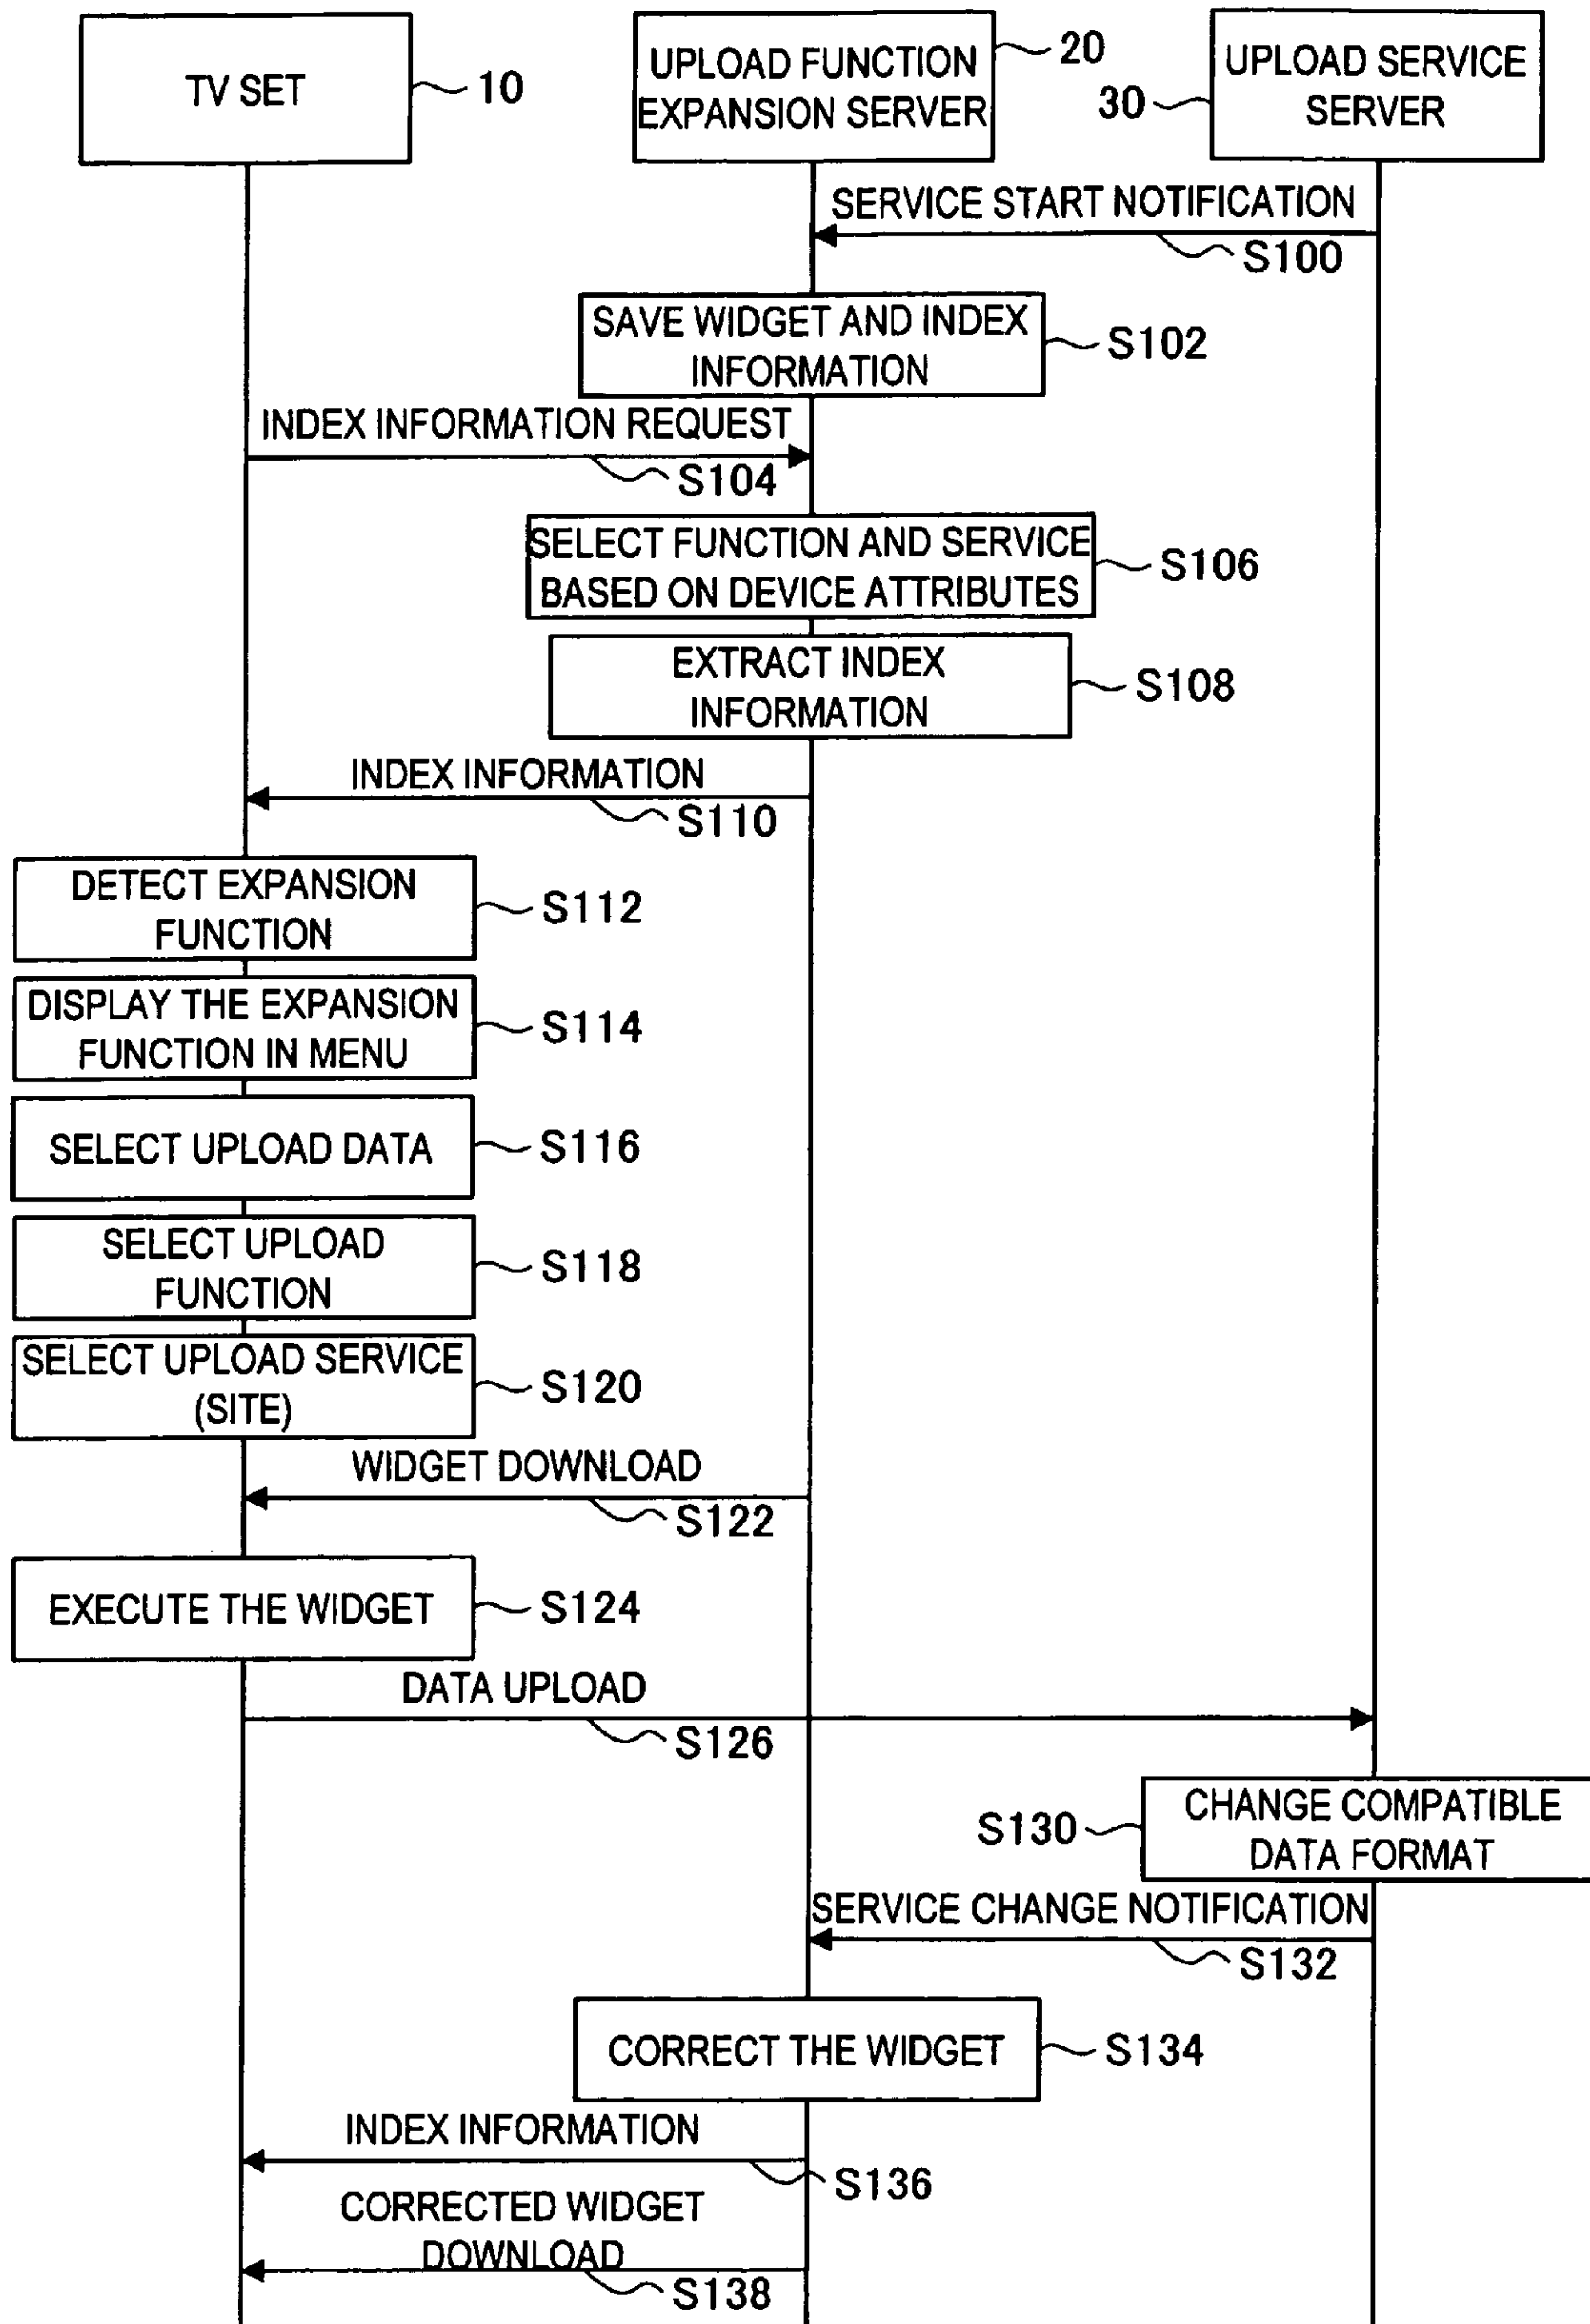 TV SET
10
UPLOAD FUNCTION
EXPANSION SERVER
20
30
UPLOAD SERVICE
SERVER
SERVICE START NOTIFICATION
S100
SAVE WIDGET AND INDEX
INFORMATION
S102
INDEX INFORMATION REQUEST
S104
SELECT FUNCTION AND SERVICE
BASED ON DEVICE ATTRIBUTES
S106
EXTRACT INDEX
INFORMATION
S108
INDEX INFORMATION
S110
DETECT EXPANSION
FUNCTION
S112
DISPLAY THE EXPANSION
FUNCTION IN MENU
S114
SELECT UPLOAD DATA
S116
SELECT UPLOAD
FUNCTION
S118
SELECT UPLOAD SERVICE
(SITE)
S120
WIDGET DOWNLOAD
S122
EXECUTE THE WIDGET
S124
DATA UPLOAD
S126
S130
CHANGE COMPATIBLE
DATA FORMAT
SERVICE CHANGE NOTIFICATION
S132
CORRECT THE WIDGET
S134
INDEX INFORMATION
S136
CORRECTED WIDGET
DOWNLOAD
S138